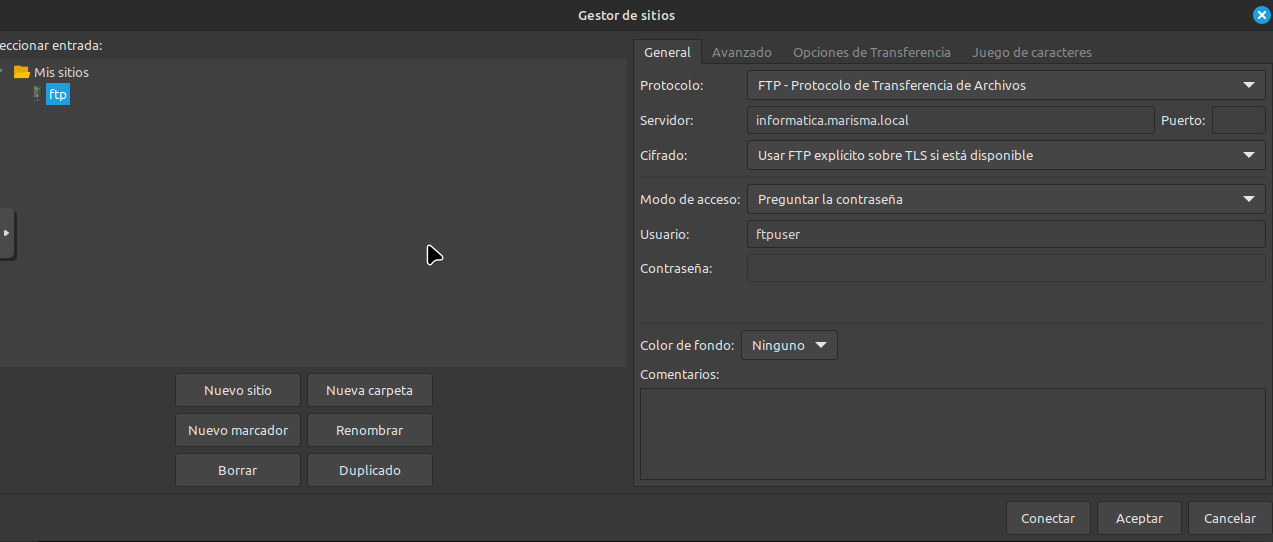 Gestor de sitios
eccionar entrada:
Mis sitios
ftp
Nuevo sitio
Nueva carpeta
Nuevo marcador
Renombrar
Borrar
Duplicado
General
Avanzado
Opciones de Transferencia
Juego de caracteres
Protocolo:
FTP - Protocolo de Transferencia de Archivos
Servidor:
informatica.marisma.local
Puerto:
Cifrado:
Usar FTP explícito sobre TLS si está disponible
Modo de acceso:
Preguntar la contraseña
Usuario:
ftpuser
Contraseña:
Color de fondo:
Ninguno
Comentarios:
Conectar
Aceptar
Cancelar